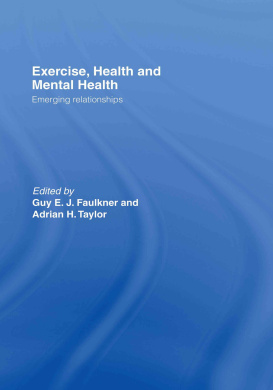 Exercise, Health and
Mental Health
Emerging relationships
Edited by
Guy E. J. Faulkner and
Adrian H. Taylor